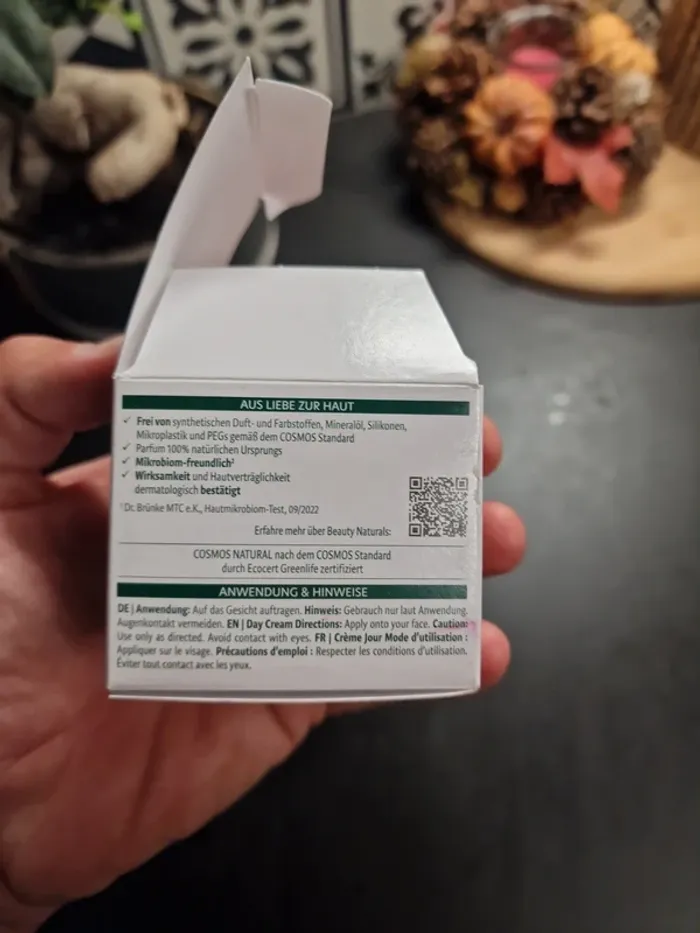 AUS LIEBE ZUR HAUT
✓ Frei von synthetischen Duft- und Farbstoffen, Mineralöl, Silikonen,
Mikroplastik und PEGs gemäß dem COSMOS Standard
✓ Parfum 100% natürlichen Ursprungs
✓ Mikrobiom-freundlich²
✓ Wirksamkeit und Hautverträglichkeit
dermatologisch bestätigt
Dr. Brünke MTC e.K., Hautmikrobiom-Test, 09/2022
Erfahre mehr über Beauty Naturals:
COSMOS NATURAL nach dem COSMOS Standard
durch Ecocert Greenlife zertifiziert
ANWENDUNG & HINWEISE
DE | Anwendung: Auf das Gesicht auftragen. Hinweis: Gebrauch nur laut Anwendung.
Augenkontakt vermeiden. EN | Day Cream Directions: Apply onto your face. Caution:
Use only as directed. Avoid contact with eyes. FR | Crème Jour Mode d'utilisation :
Appliquer sur le visage. Précautions d'emploi : Respecter les conditions d'utilisation.
Éviter tout contact avec les yeux.